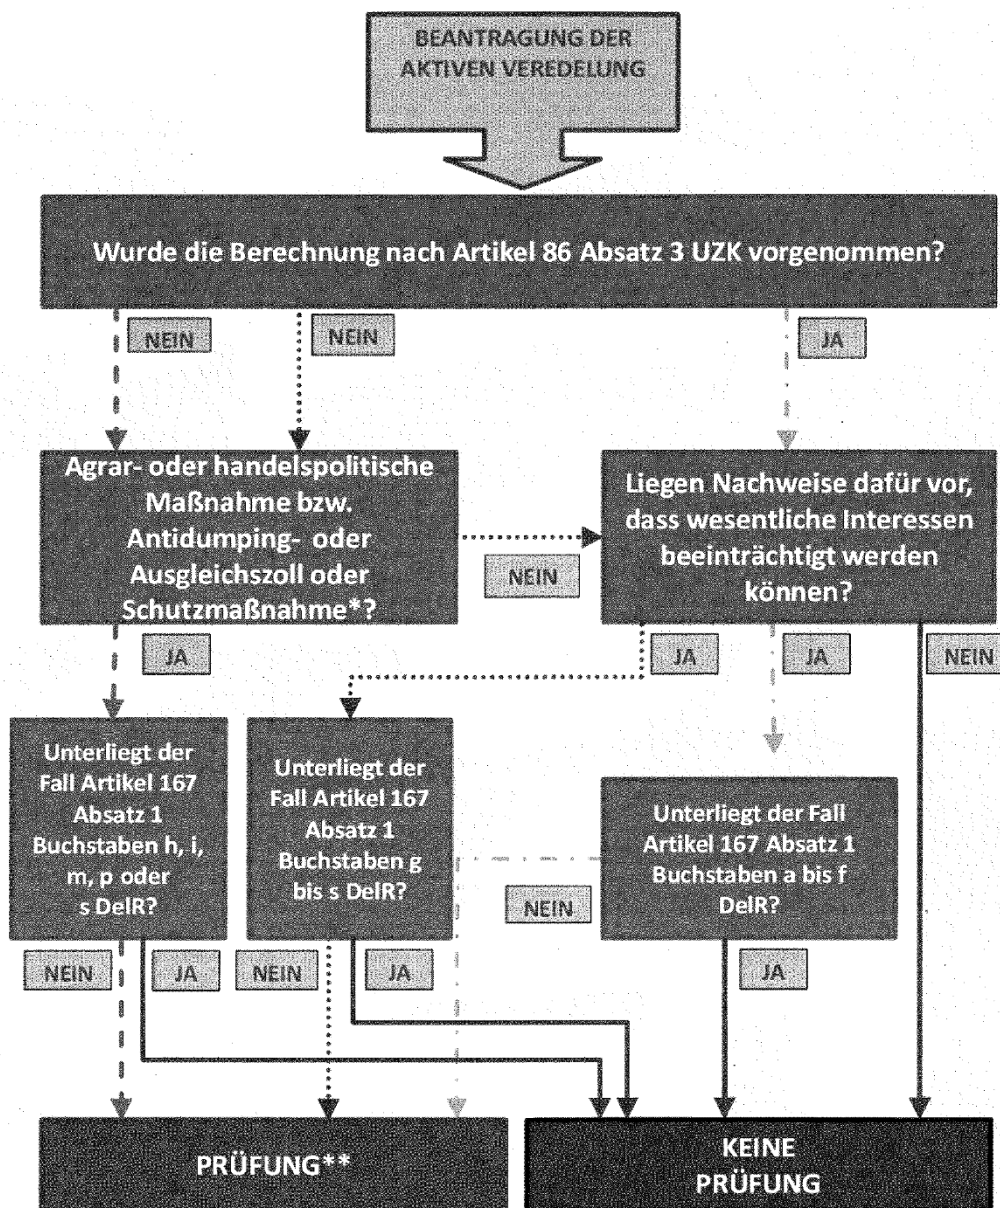 BEANTRAGUNG DER
AKTIVEN VEREDELUNG
Wurde die Berechnung nach Artikel 86 Absatz 3 UZK vorgenommen?
NEIN
NEIN
JA
Agrar- oder handelspolitische
Maßnahme bzw.
Antidumping- oder
Ausgleichszoll oder
Schutzmaßnahme*?
NEIN
Liegen Nachweise dafür vor,
dass wesentliche Interessen
beeinträchtigt werden
können?
JA
JA
JA
NEIN
Unterliegt der
Fall Artikel 167
Absatz 1
Buchstaben h, i,
m, p oder
s DelR?
Unterliegt der
Fall Artikel 167
Absatz 1
Buchstaben g
bis s DelR?
Unterliegt der Fall
Artikel 167 Absatz 1
Buchstaben a bis f
DelR?
NEIN
NEIN
JA
NEIN
JA
JA
PRÜFUNG**
KEINE
PRÜFUNG